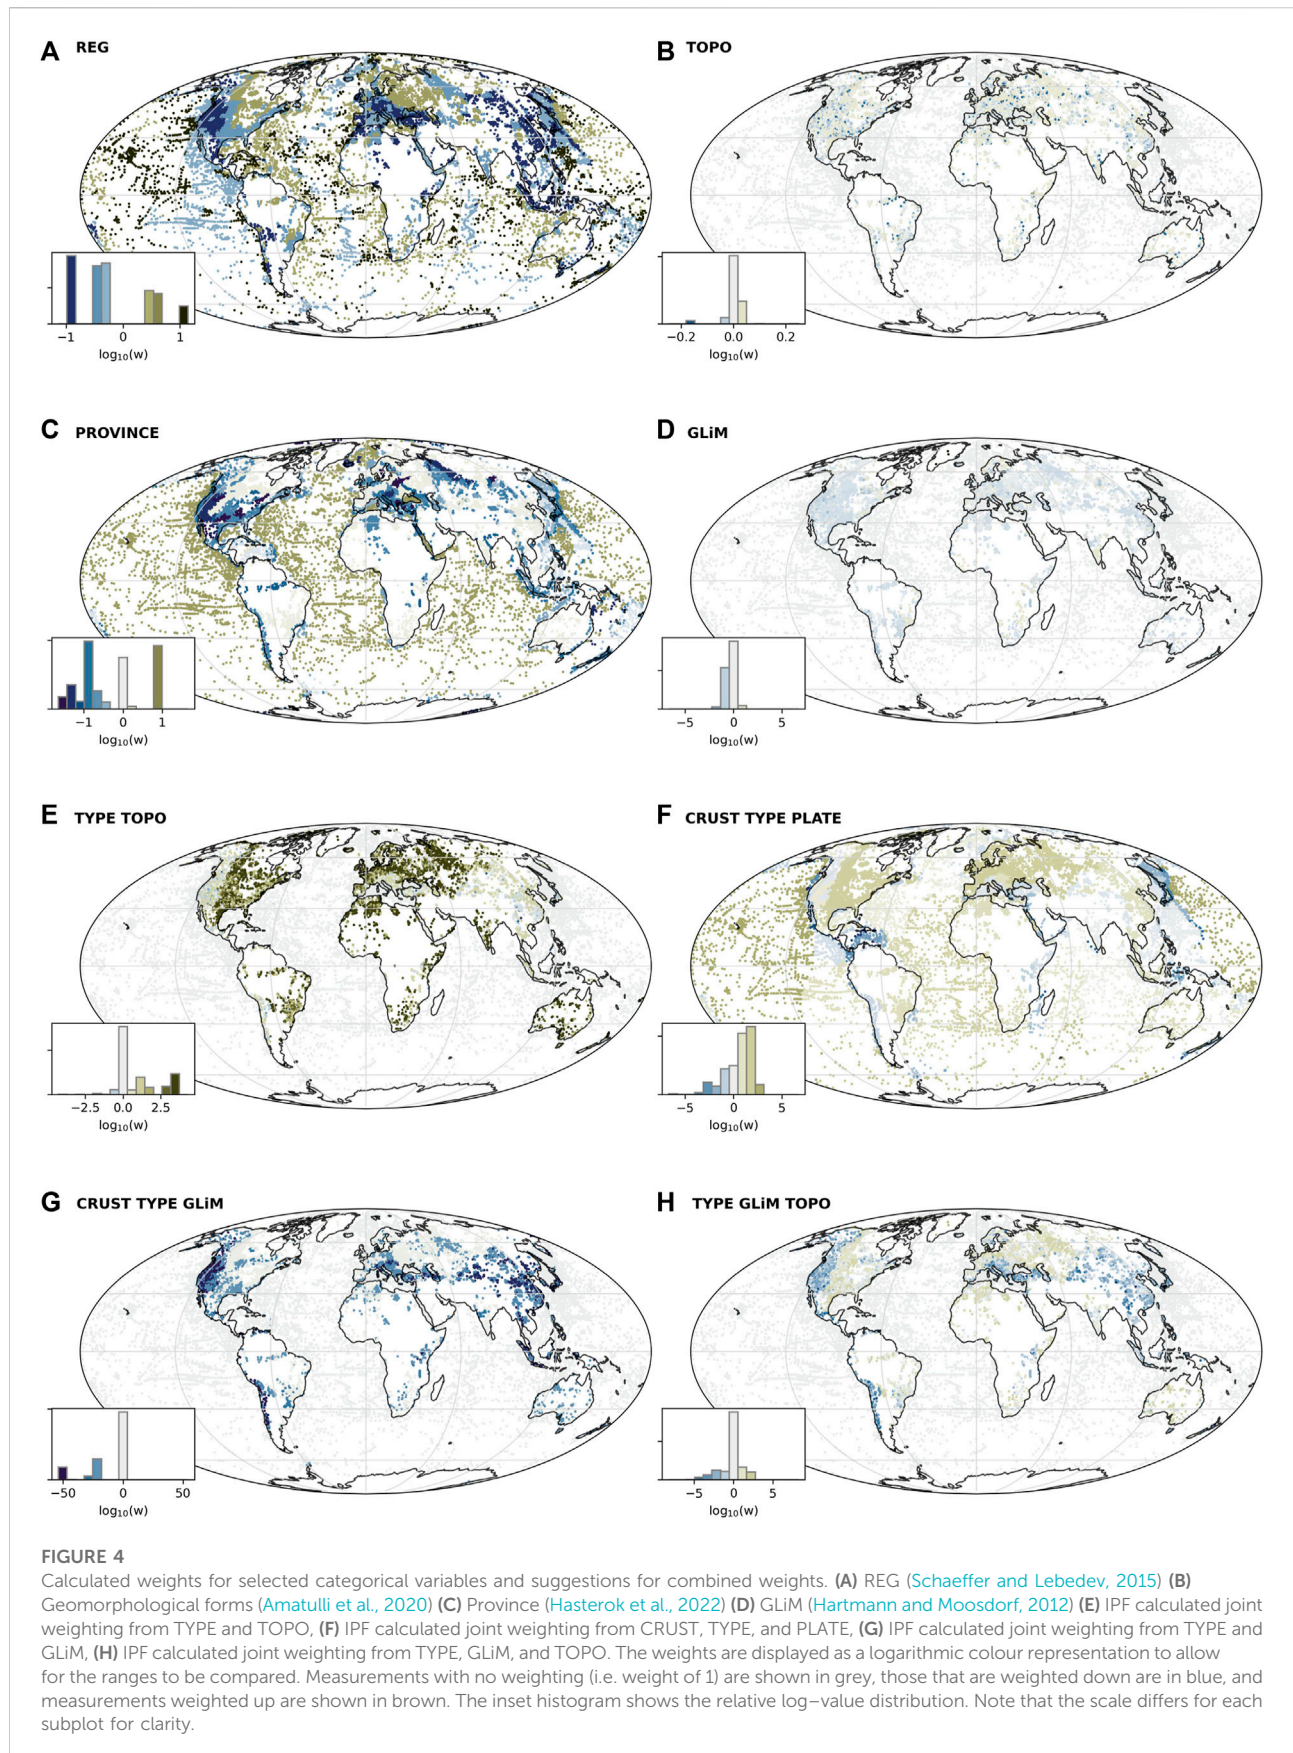 A REG
B TOPO
−1 0 1
log10(w)
−0.2 0.0 0.2
log10(w)
C PROVINCE
D GLiM
−1 0 1
log10(w)
−5 0 5
log10(w)
E TYPE TOPO
F CRUST TYPE PLATE
−2.5 0.0 2.5
log10(w)
−5 0 5
log10(w)
G CRUST TYPE GLiM
H TYPE GLiM TOPO
−50 0 50
log10(w)
−5 0 5
log10(w)
FIGURE 4
Calculated weights for selected categorical variables and suggestions for combined weights. (A) REG (Schaeffer and Lebedev, 2015) (B)
Geomorphological forms (Amatulli et al., 2020) (C) Province (Hasterok et al., 2022) (D) GLiM (Hartmann and Moosdorf, 2012) (E) IPF calculated joint
weighting from TYPE and TOPO, (F) IPF calculated joint weighting from CRUST, TYPE, and PLATE, (G) IPF calculated joint weighting from TYPE and
GLiM, (H) IPF calculated joint weighting from TYPE, GLiM, and TOPO. The weights are displayed as a logarithmic colour representation to allow
for the ranges to be compared. Measurements with no weighting (i.e. weight of 1) are shown in grey, those that are weighted down are in blue, and
measurements weighted up are shown in brown. The inset histogram shows the relative log–value distribution. Note that the scale differs for each
subplot for clarity.